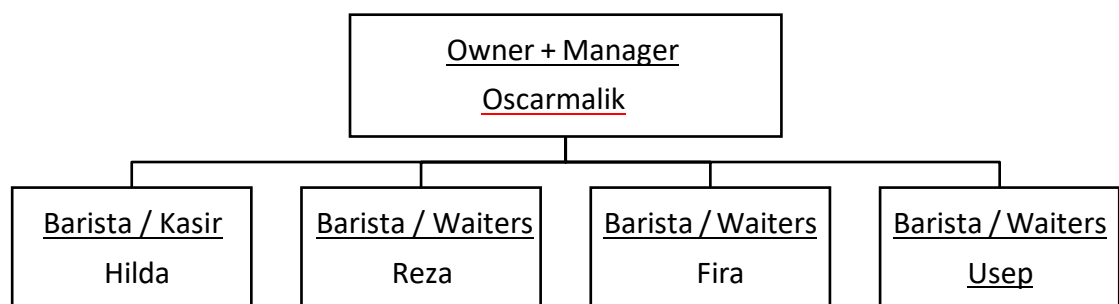 Owner + Manager
Oscarmalik
Barista / Kasir
Hilda
Barista / Waiters
Reza
Barista / Waiters
Fira
Barista / Waiters
Usep